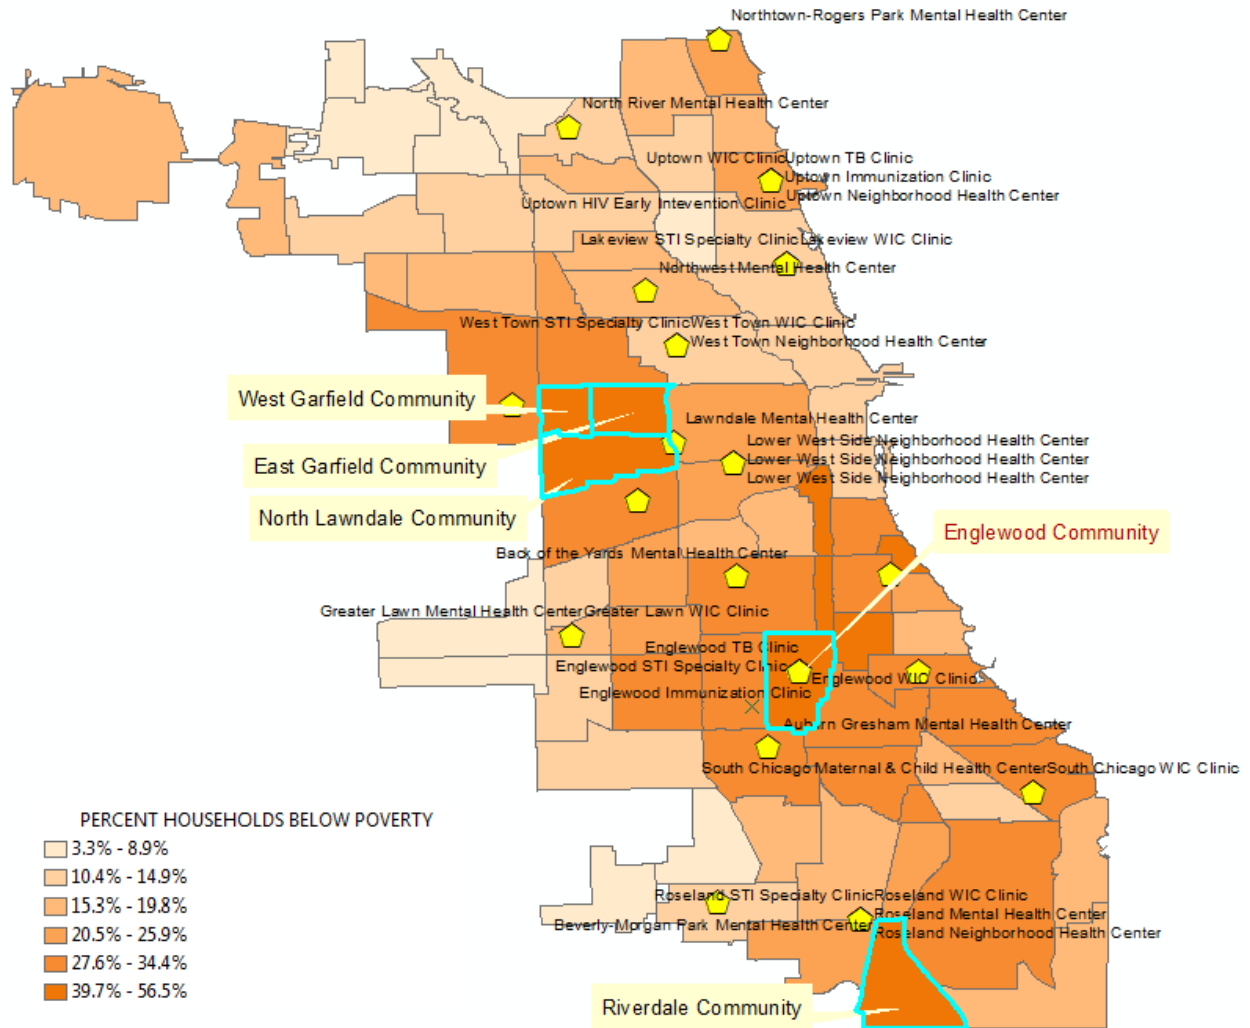 Northtown-Rogers Park Mental Health Center
North River Mental Health Center
Uptown WIC Clinic
Uptown TB Clinic
Uptown Immunization Clinic
Uptown Neighborhood Health Center
Uptown HIV Early Intevention Clinic
Lakeview STI Specialty Clinic
Lakeview WIC Clinic
Northwest Mental Health Center
West Town STI Specialty Clinic
West Town WIC Clinic
West Town Neighborhood Health Center
West Garfield Community
Lawndale Mental Health Center
Lower West Side Neighborhood Health Center
Lower West Side Neighborhood Health Center
Lower West Side Neighborhood Health Center
East Garfield Community
North Lawndale Community
Englewood Community
Back of the Yards Mental Health Center
Greater Lawn Mental Health Center
Greater Lawn WIC Clinic
Englewood TB Clinic
Englewood STI Specialty Clinic
Englewood WIC Clinic
Englewood Immunization Clinic
Auburn Gresham Mental Health Center
South Chicago Maternal & Child Health Center
South Chicago WIC Clinic
PERCENT HOUSEHOLDS BELOW POVERTY
3.3% - 8.9%
10.4% - 14.9%
15.3% - 19.8%
20.5% - 25.9%
27.6% - 34.4%
39.7% - 56.5%
Roseland STI Specialty Clinic
Roseland WIC Clinic
Roseland Mental Health Center
Beverly-Morgan Park Mental Health Center
Roseland Neighborhood Health Center
Riverdale Community